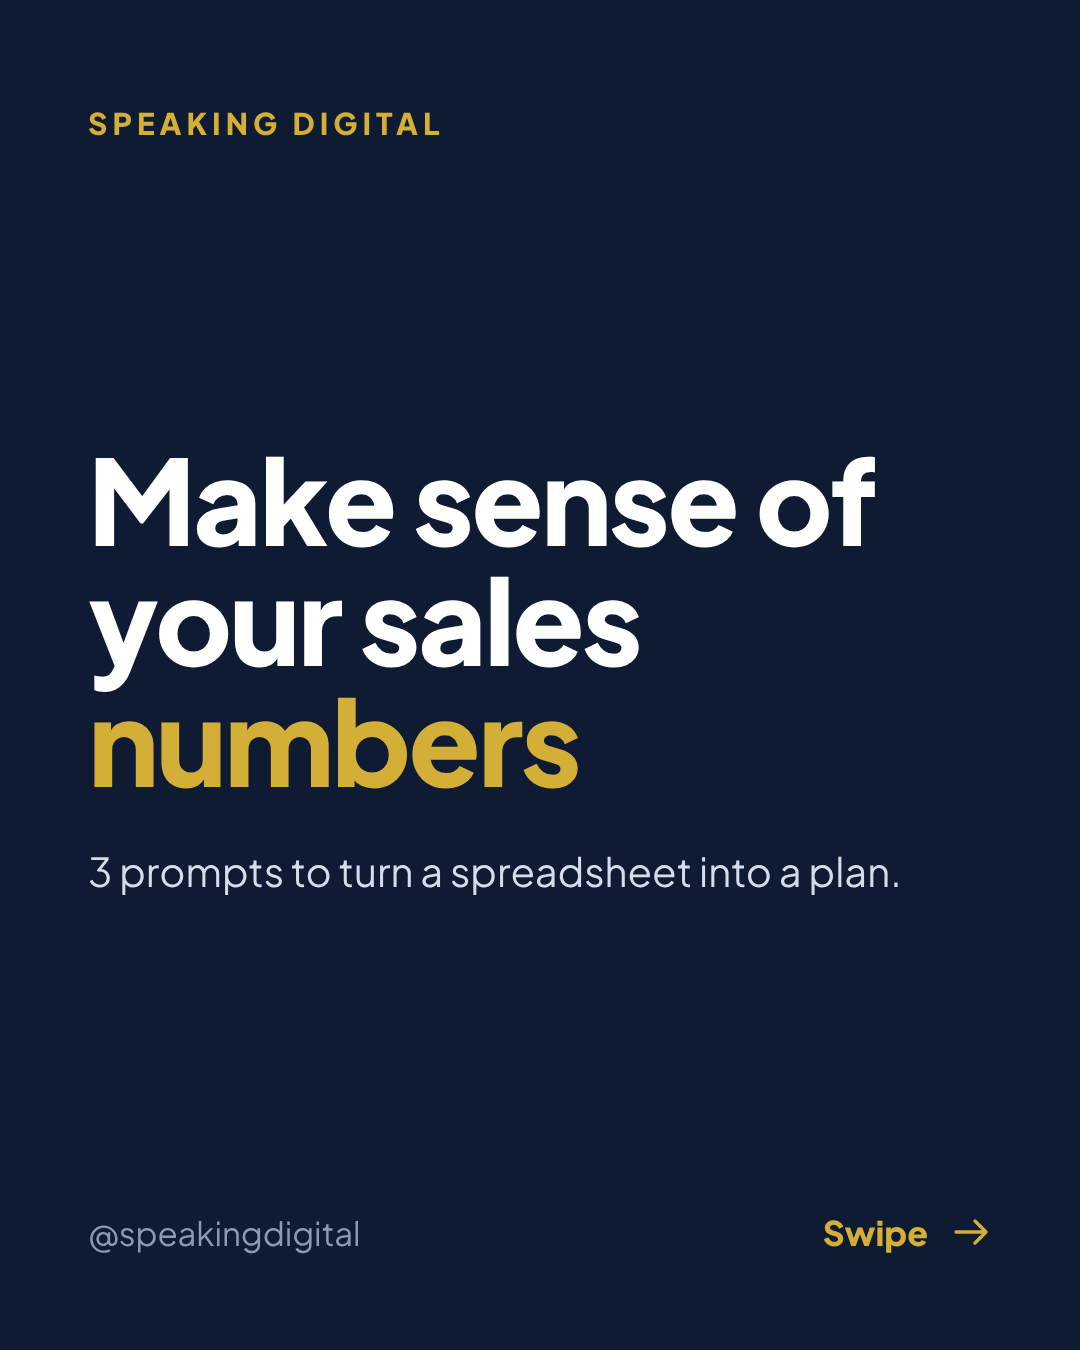 SPEAKING DIGITAL
Make sense of
your sales
numbers
3 prompts to turn a spreadsheet into a plan.
@speakingdigital
Swipe →